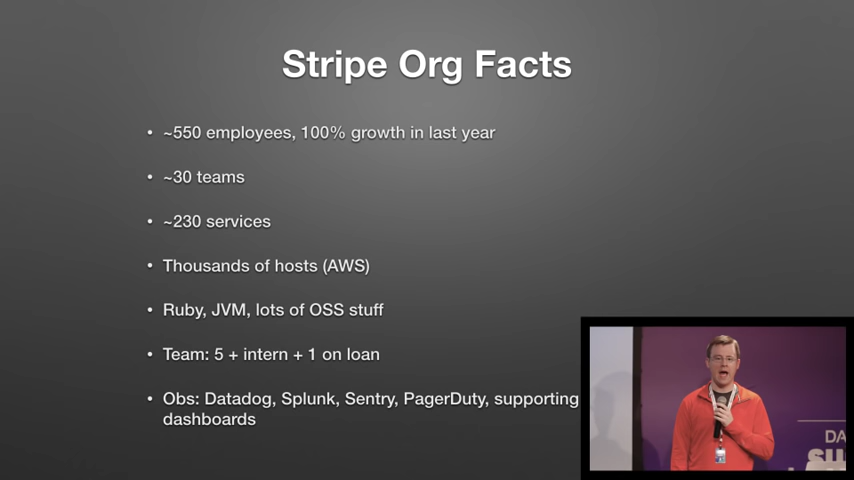 Stripe Org Facts
• ~550 employees, 100% growth in last year
• ~30 teams
• ~230 services
• Thousands of hosts (AWS)
• Ruby, JVM, lots of OSS stuff
• Team: 5 + intern + 1 on loan
• Obs: Datadog, Splunk, Sentry, PagerDuty, supporting
dashboards
DA